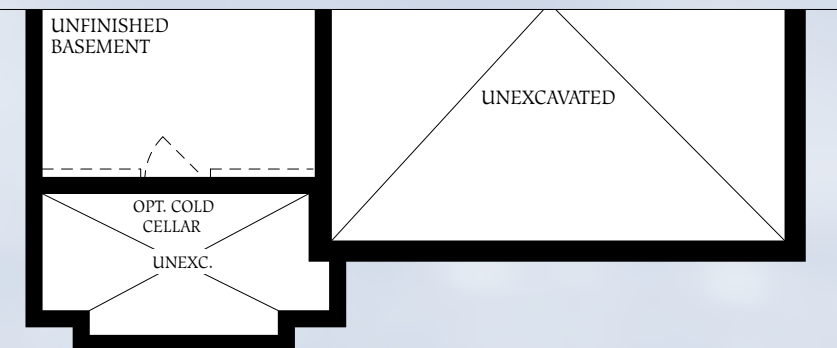 UNFINISHED
BASEMENT
UNEXCAVATED
OPT. COLD
CELLAR
UNEXC.